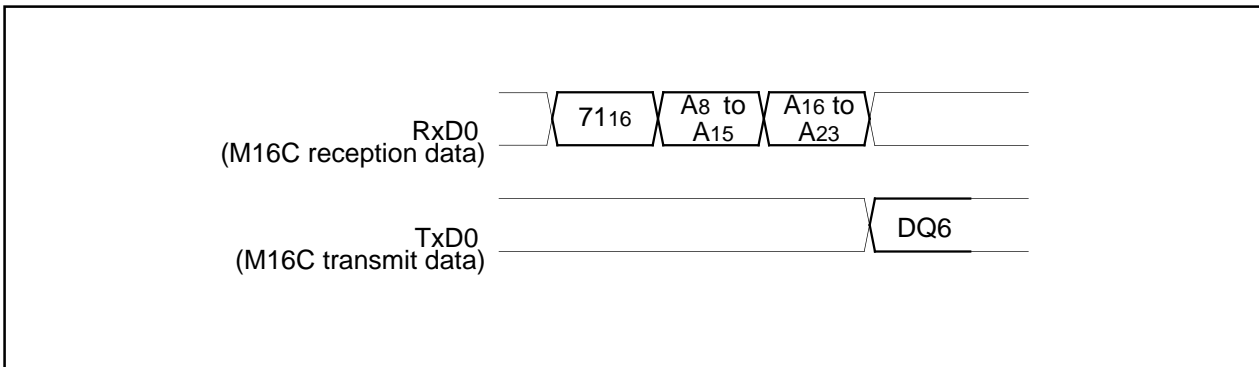 RxD0
(M16C reception data)
7116
A8 to
A15
A16 to
A23
TxD0
(M16C transmit data)
DQ6